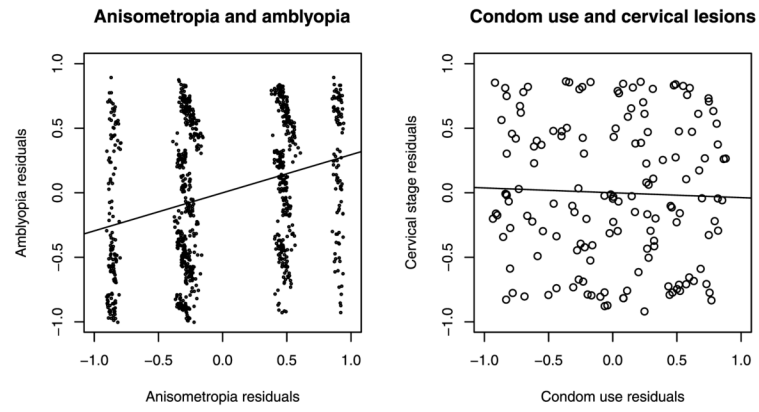 Anisometropia and amblyopia
Amblyopia residuals
1.0
0.5
0.0
−0.5
−1.0
−1.0 −0.5 0.0 0.5 1.0
Anisometropia residuals
Condom use and cervical lesions
Cervical stage residuals
1.0
0.5
0.0
−0.5
−1.0
−1.0 −0.5 0.0 0.5 1.0
Condom use residuals